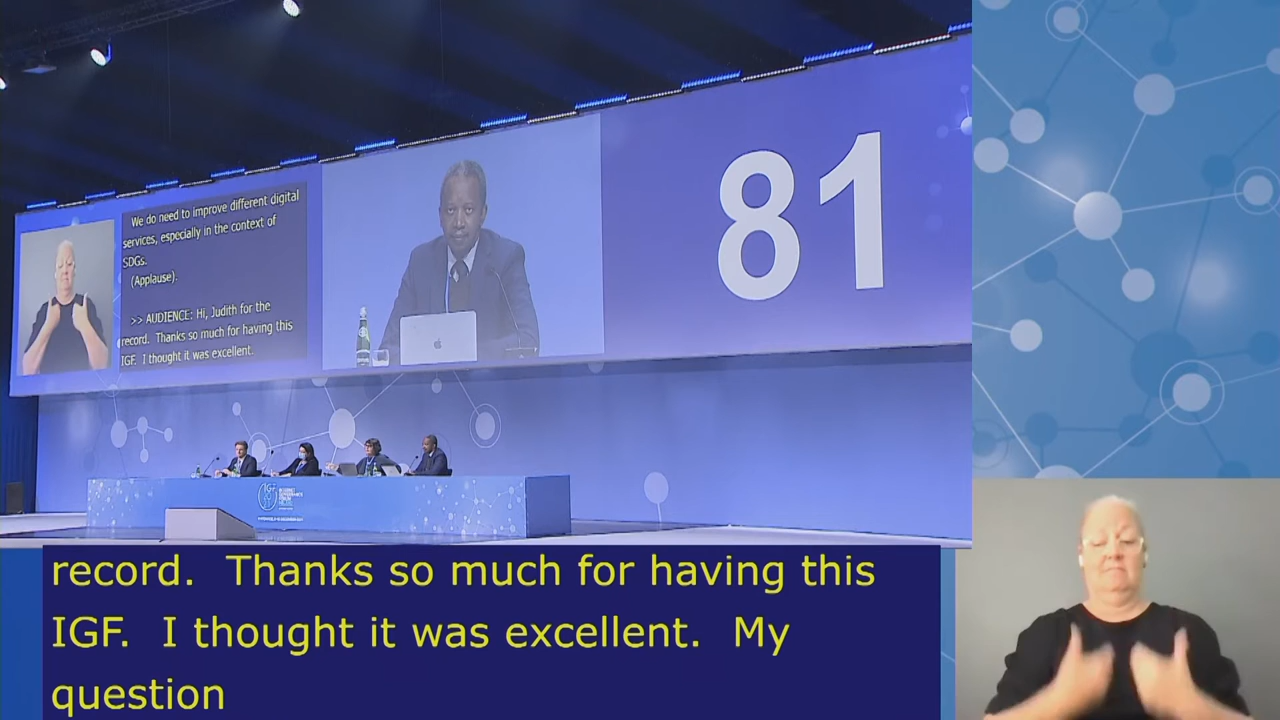 We do need to improve different digital
services, especially in the context of
SDGs.
(Applause).
>> AUDIENCE: Hi, Judith for the
record. Thanks so much for having this
IGF. I thought it was excellent.
81
record. Thanks so much for having this
IGF. I thought it was excellent. My
question